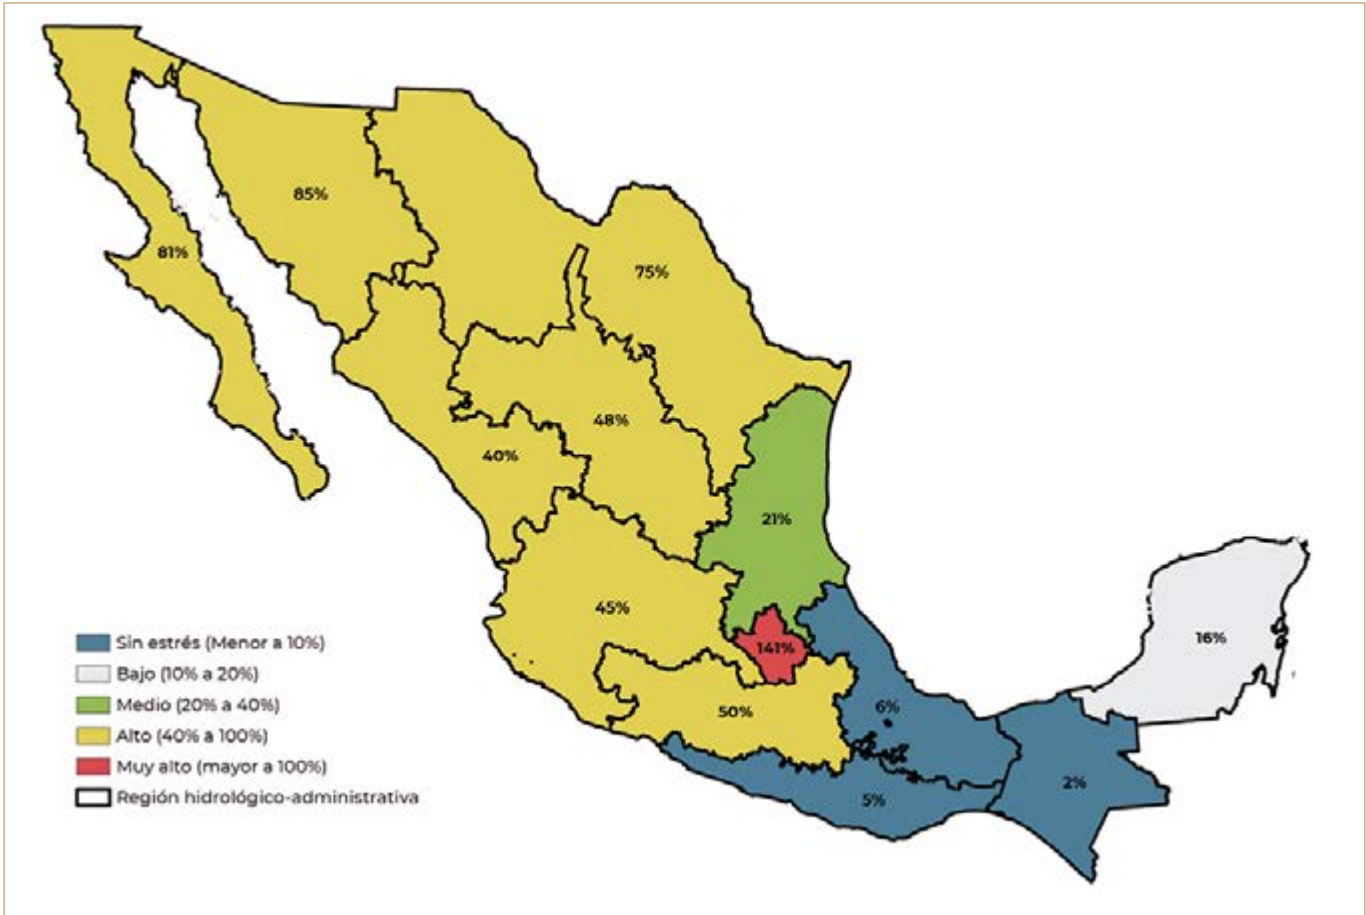 85%
81%
75%
48%
40%
21%
45%
16%
141%
50%
6%
2%
5%
Sin estrés (Menor a 10%)
Bajo (10% a 20%)
Medio (20% a 40%)
Alto (40% a 100%)
Muy alto (mayor a 100%)
Región hidrológico-administrativa